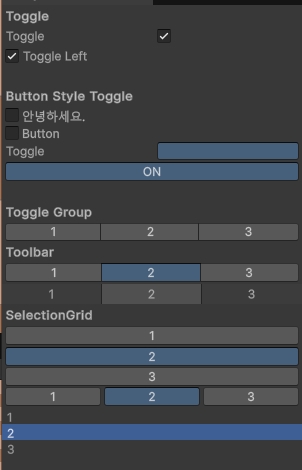 Toggle
Toggle
Toggle Left
Button Style Toggle
안녕하세요.
Button
Toggle
ON
Toggle Group
1 2 3
Toolbar
1 2 3
1 2 3
SelectionGrid
1
2
3
1 2 3
1
2
3